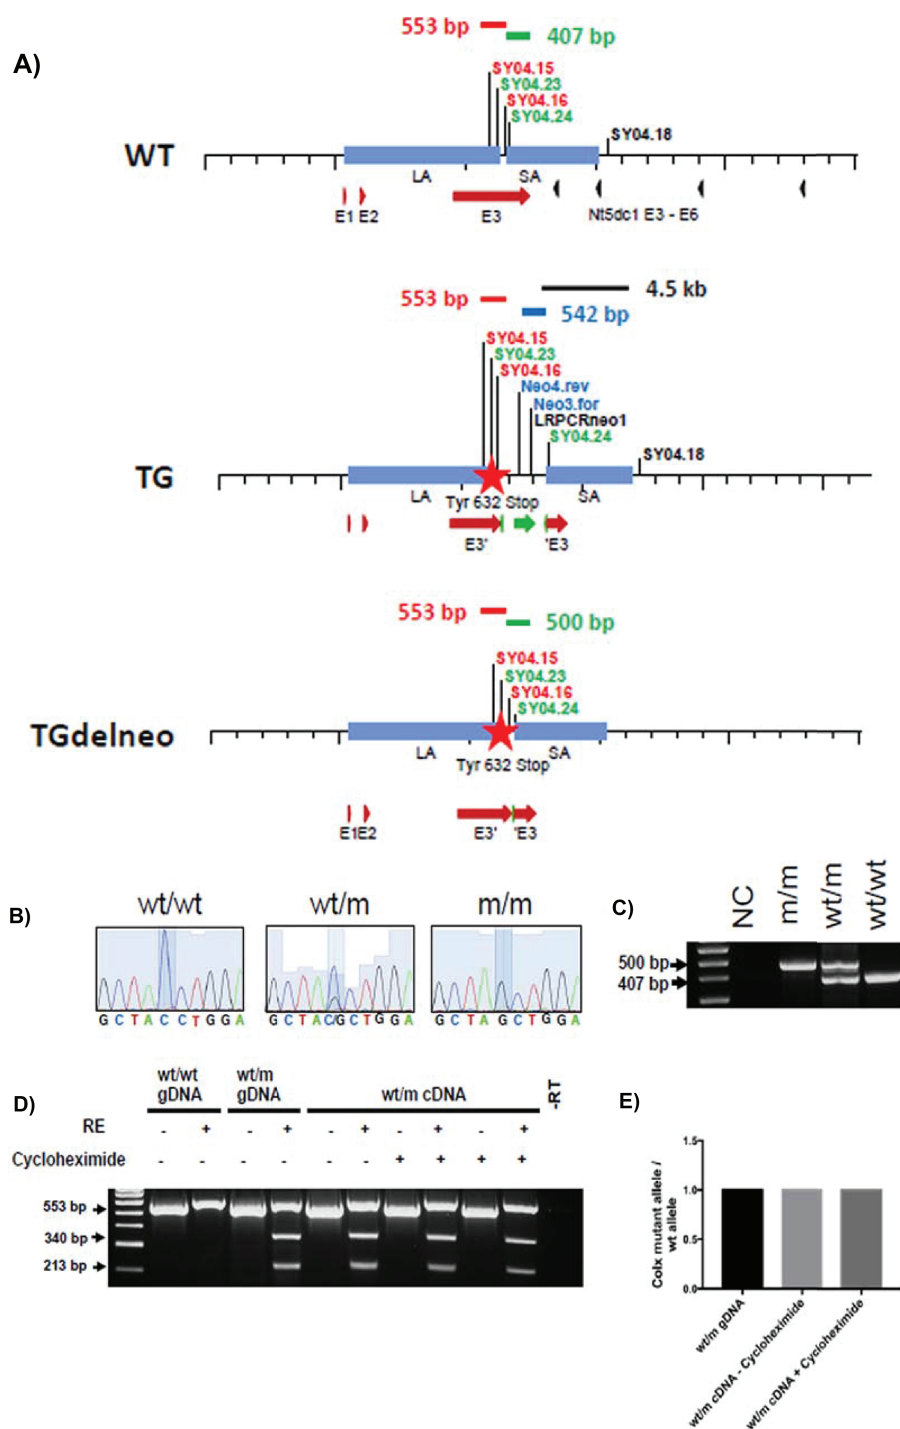 A)
553 bp
407 bp
SY04.15
SY04.23
SY04.16
SY04.24
SY04.18
WT
LA
SA
E1 E2
E3
Nt5dc1 E3 - E6
553 bp
4.5 kb
542 bp
SY04.15
SY04.23
SY04.16
Neo4.rev
Neo3.for
LRPCRneo1
SY04.24
SY04.18
TG
LA
Tyr 632 Stop
SA
E3'
'E3
553 bp
500 bp
SY04.15
SY04.23
SY04.16
SY04.24
TGdelneo
LA
SA
Tyr 632 Stop
E1E2
E3'
'E3
B)
wt/wt
wt/m
m/m
GCTACCTGGA
GCTAC/GCTGGA
GCTAGCTGGA
C)
NC
m/m
wt/m
wt/wt
500 bp
407 bp
D)
wt/wt gDNA
wt/m gDNA
wt/m cDNA
-RT
RE - + - + - + - + - +
Cycloheximide - - - - - - + + + +
553 bp
340 bp
213 bp
E)
Colx mutant allele / wt allele
1.5
1.0
0.5
0.0
wt/m gDNA
wt/m cDNA - Cycloheximide
wt/m cDNA + Cycloheximide